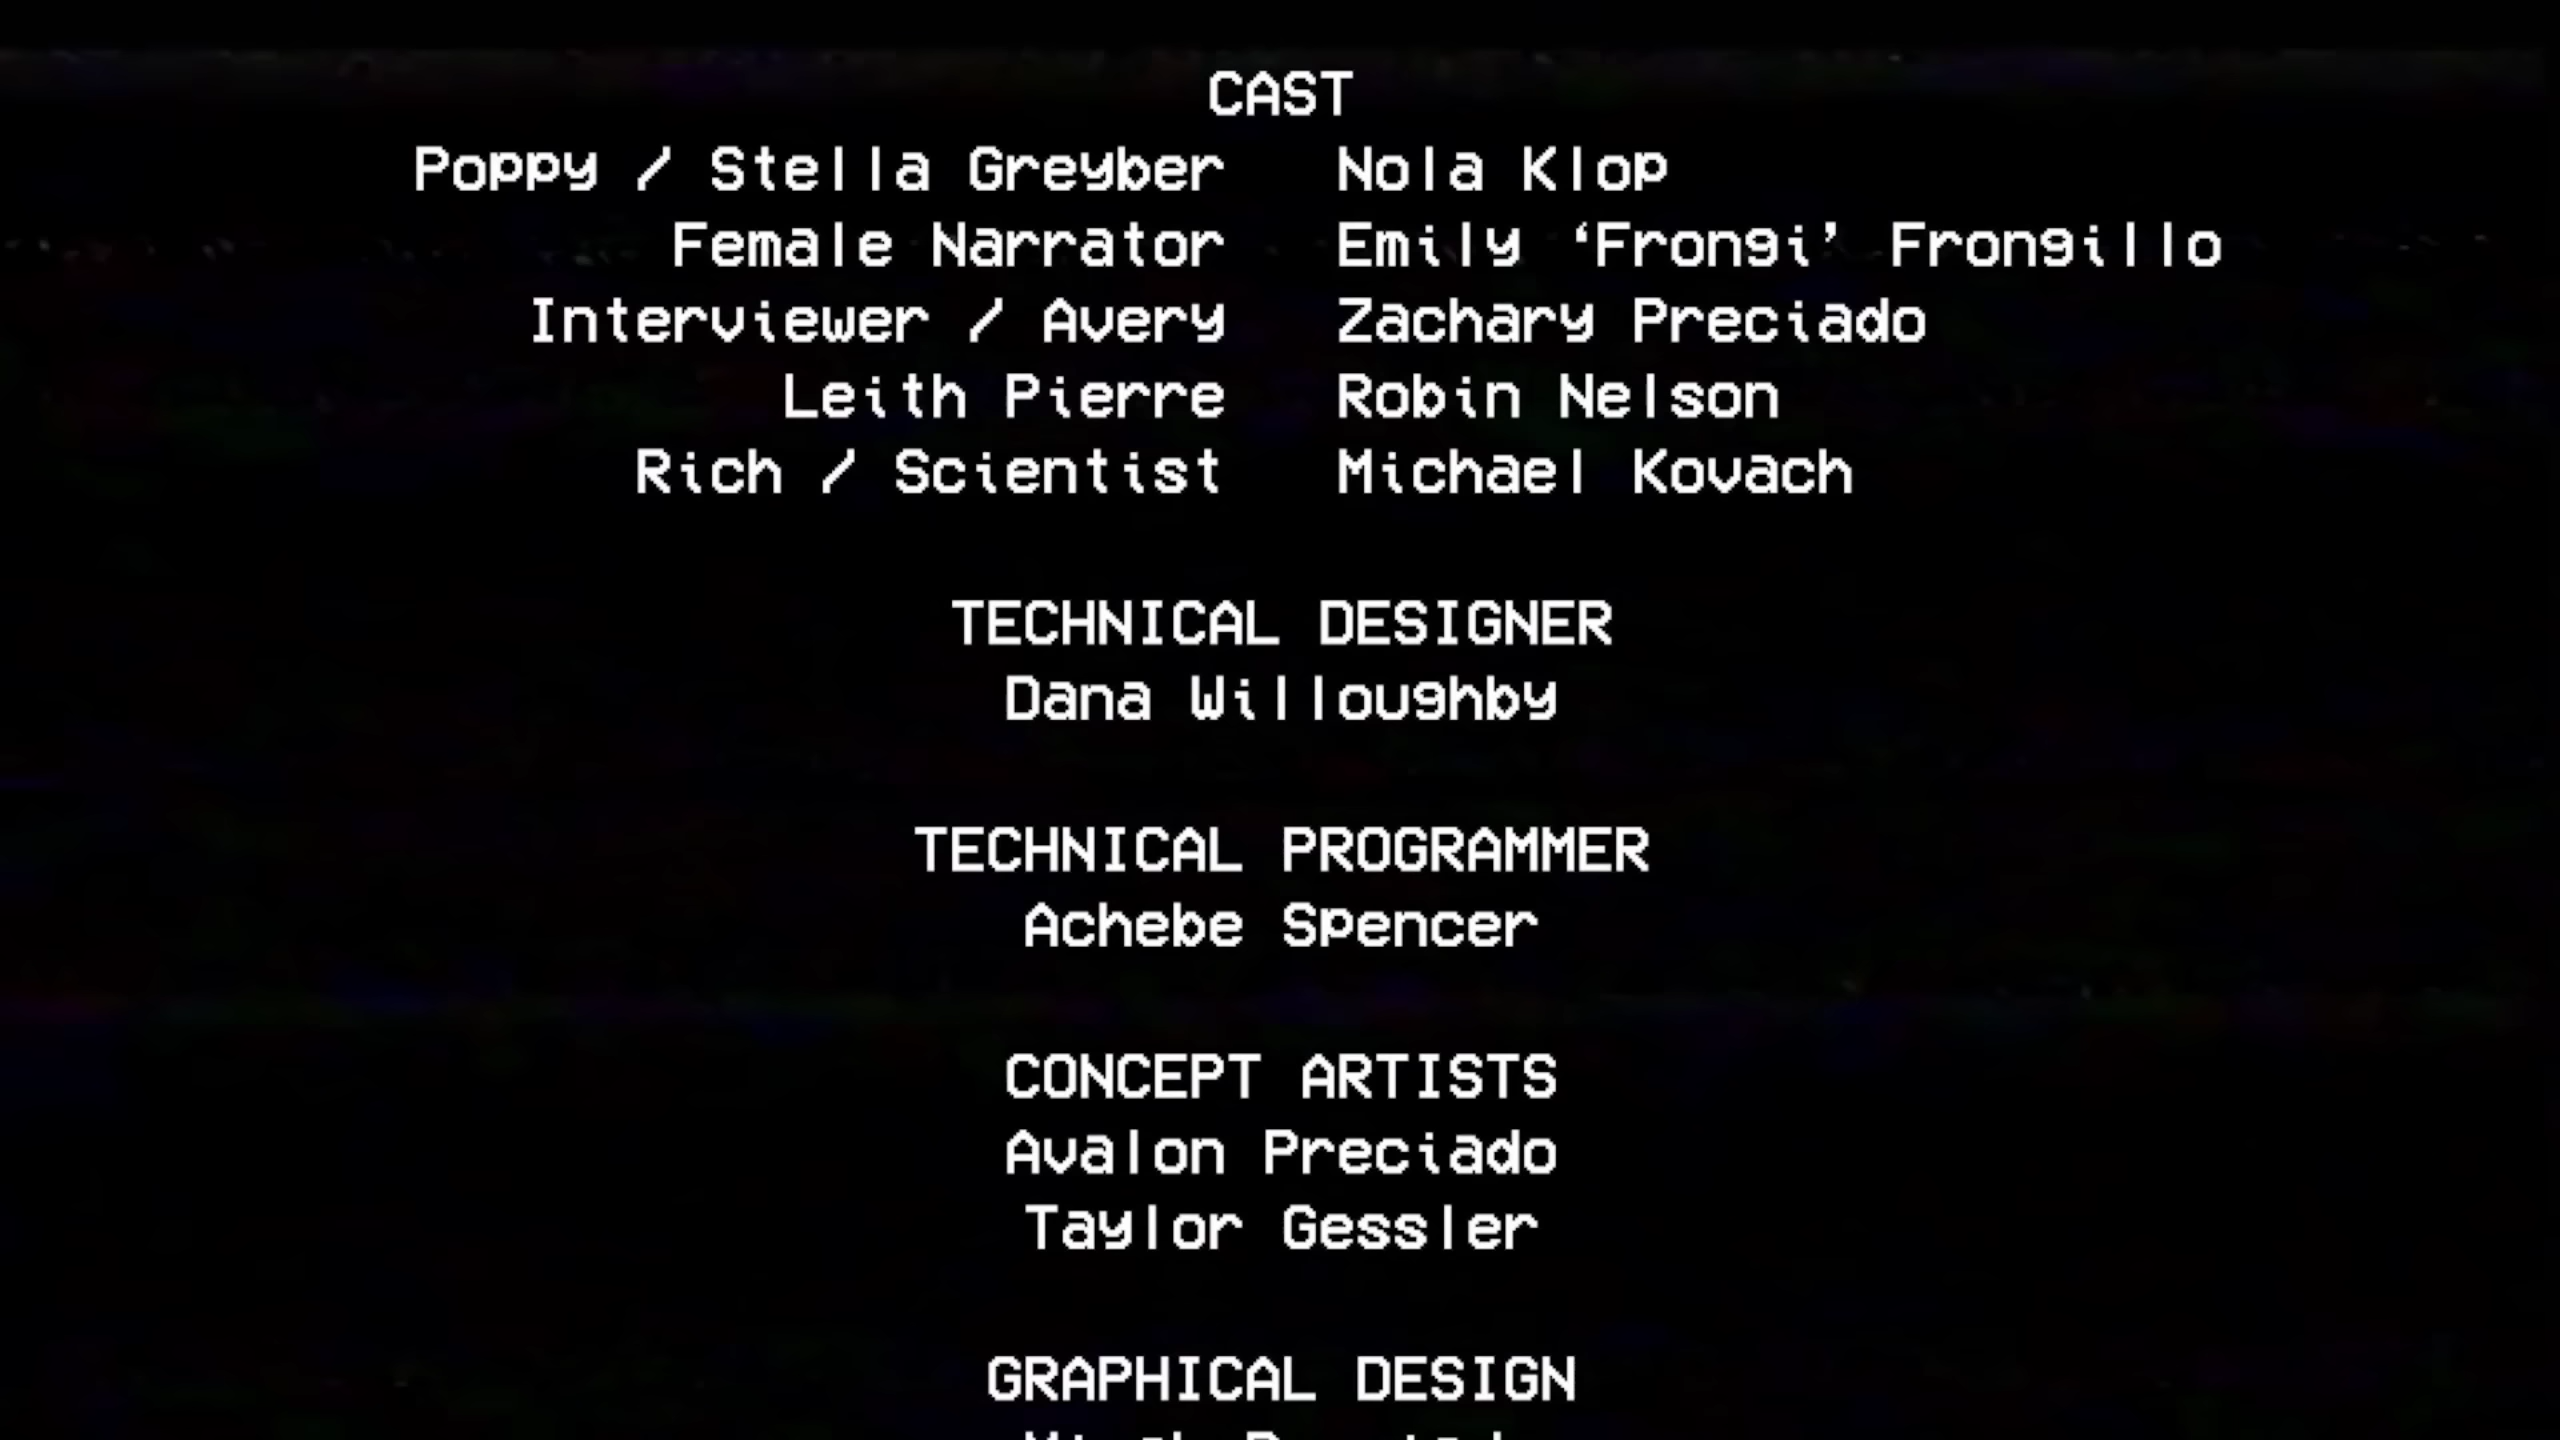 CAST
Poppy / Stella Greyber Nola Klop
Female Narrator Emily ‘Frongi’ Frongillo
Interviewer / Avery Zachary Preciado
Leith Pierre Robin Nelson
Rich / Scientist Michael Kovach
TECHNICAL DESIGNER
Dana Willoughby
TECHNICAL PROGRAMMER
Achebe Spencer
CONCEPT ARTISTS
Avalon Preciado
Taylor Gessler
GRAPHICAL DESIGN